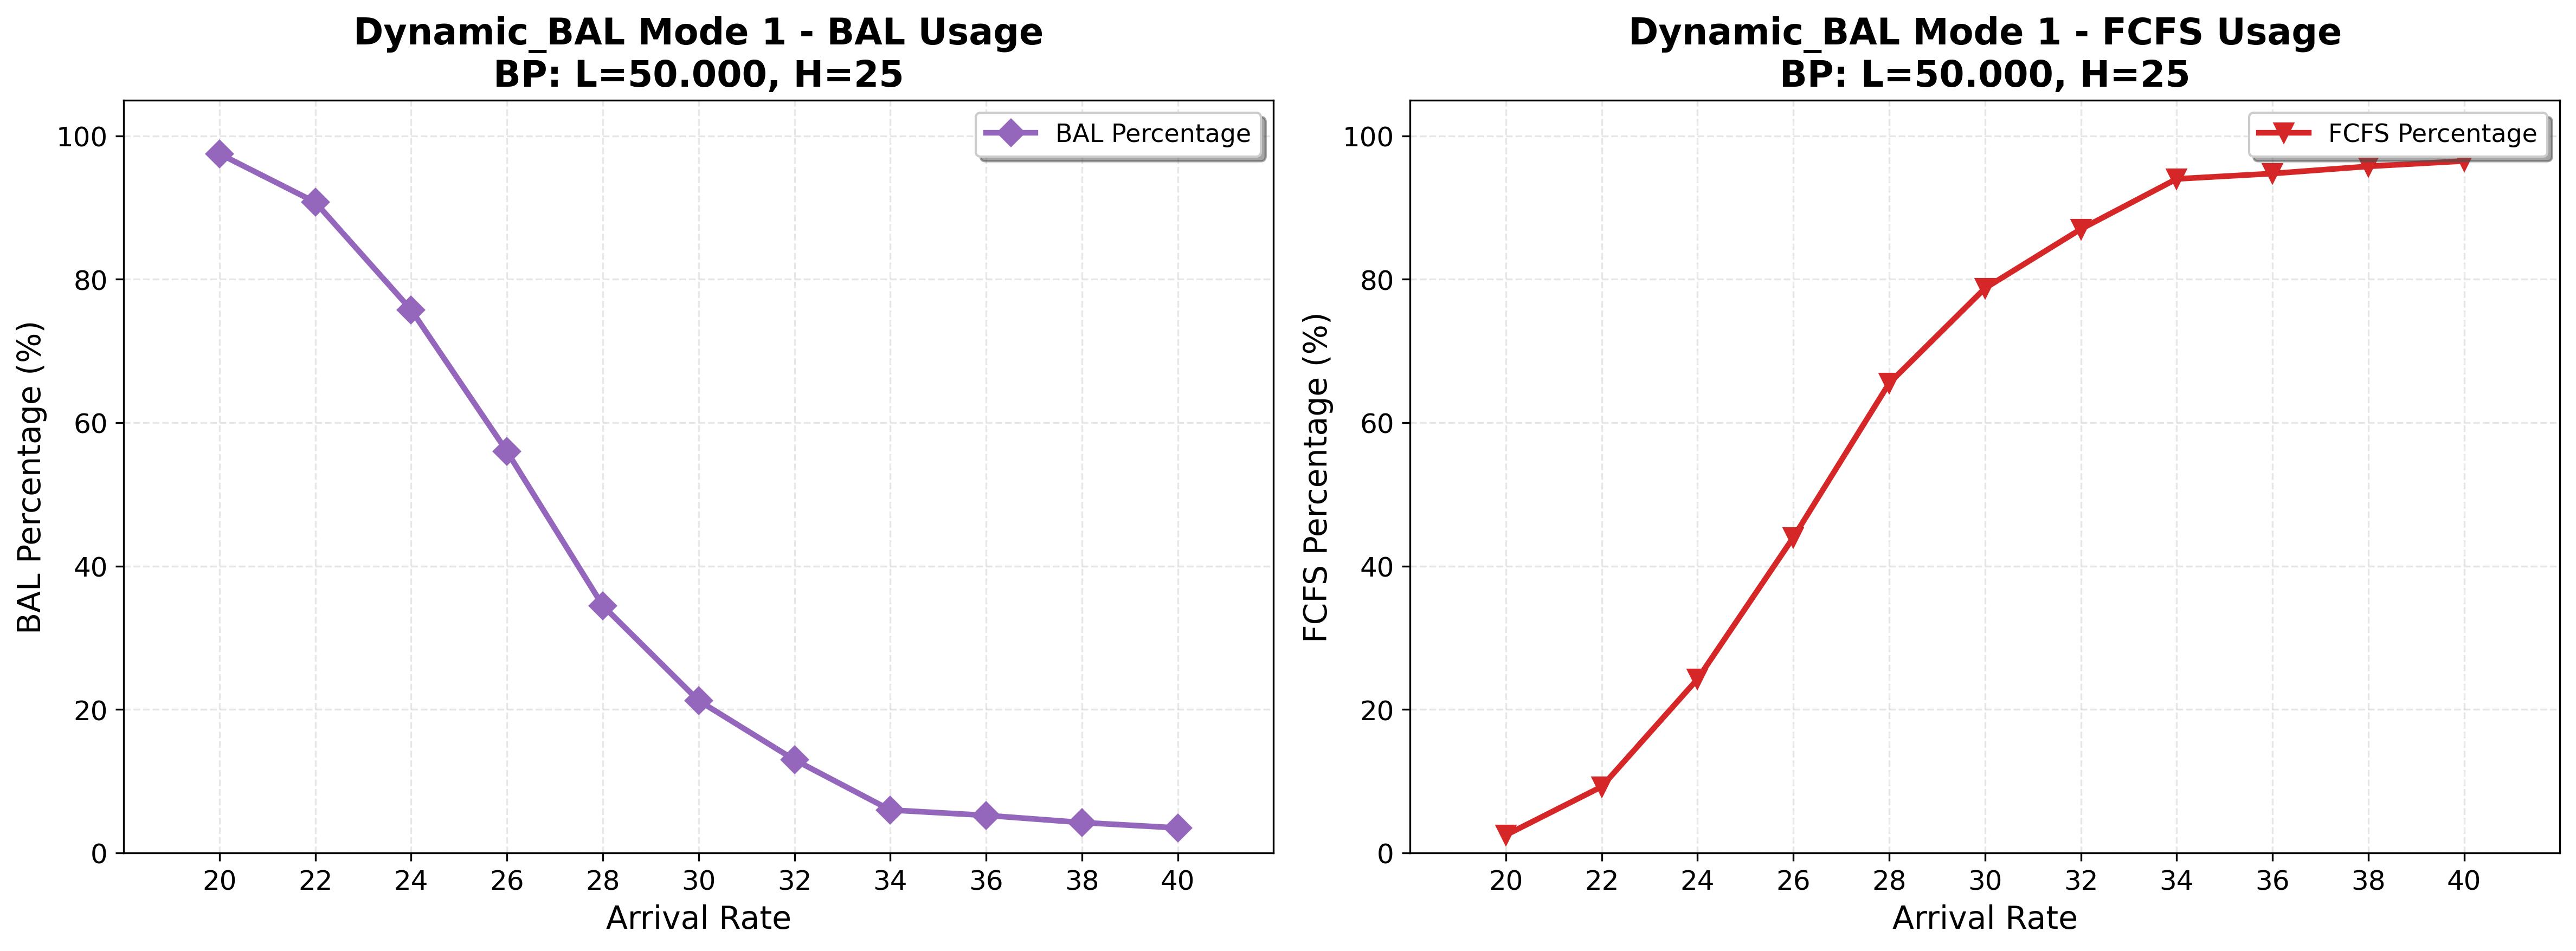 Dynamic_BAL Mode 1 - BAL Usage
BP: L=50.000, H=25
BAL Percentage
100
80
60
40
20
0
BAL Percentage (%)
20 22 24 26 28 30 32 34 36 38 40
Arrival Rate
Dynamic_BAL Mode 1 - FCFS Usage
BP: L=50.000, H=25
FCFS Percentage
100
80
60
40
20
0
FCFS Percentage (%)
20 22 24 26 28 30 32 34 36 38 40
Arrival Rate